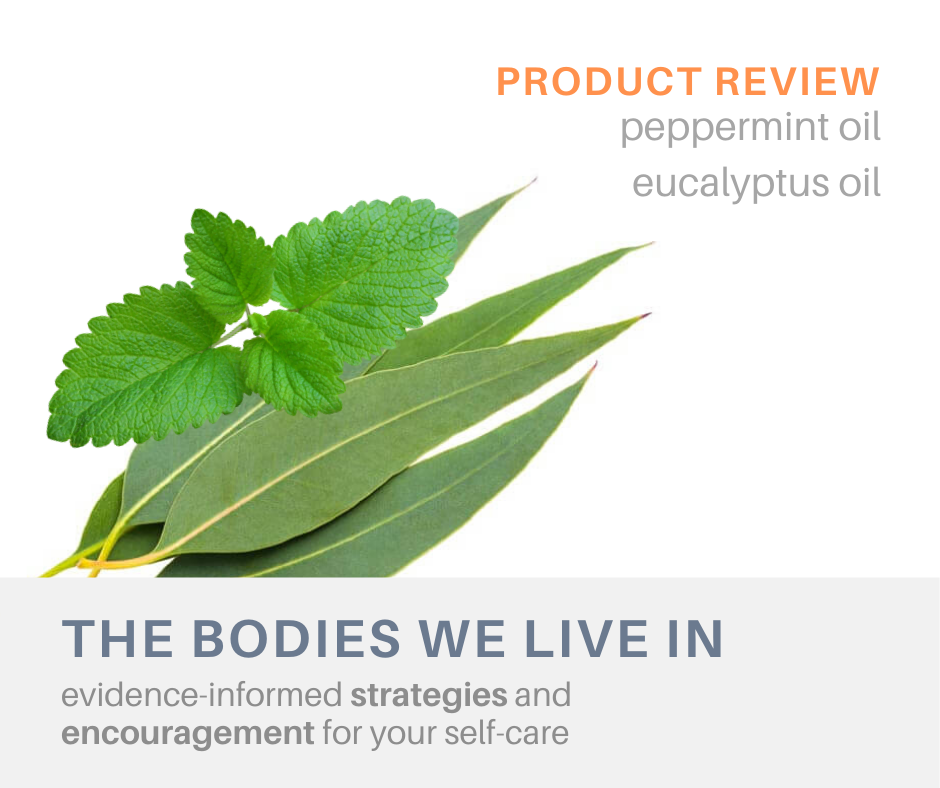 PRODUCT REVIEW
peppermint oil
eucalyptus oil
THE BODIES WE LIVE IN
evidence-informed strategies and
encouragement for your self-care